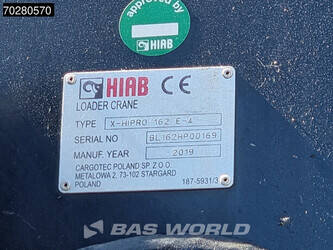 70280570
approved by
HIAB
HIAB CE
LOADER CRANE
TYPE X-HIPRO 162 E-4
SERIAL NO BL162HP00169
MANUF. YEAR 2019
CARGOTEC POLAND SP. Z O.O.
METALOWA 2, 73-102 STARGARD
POLAND 187-5931/3
BAS WORLD